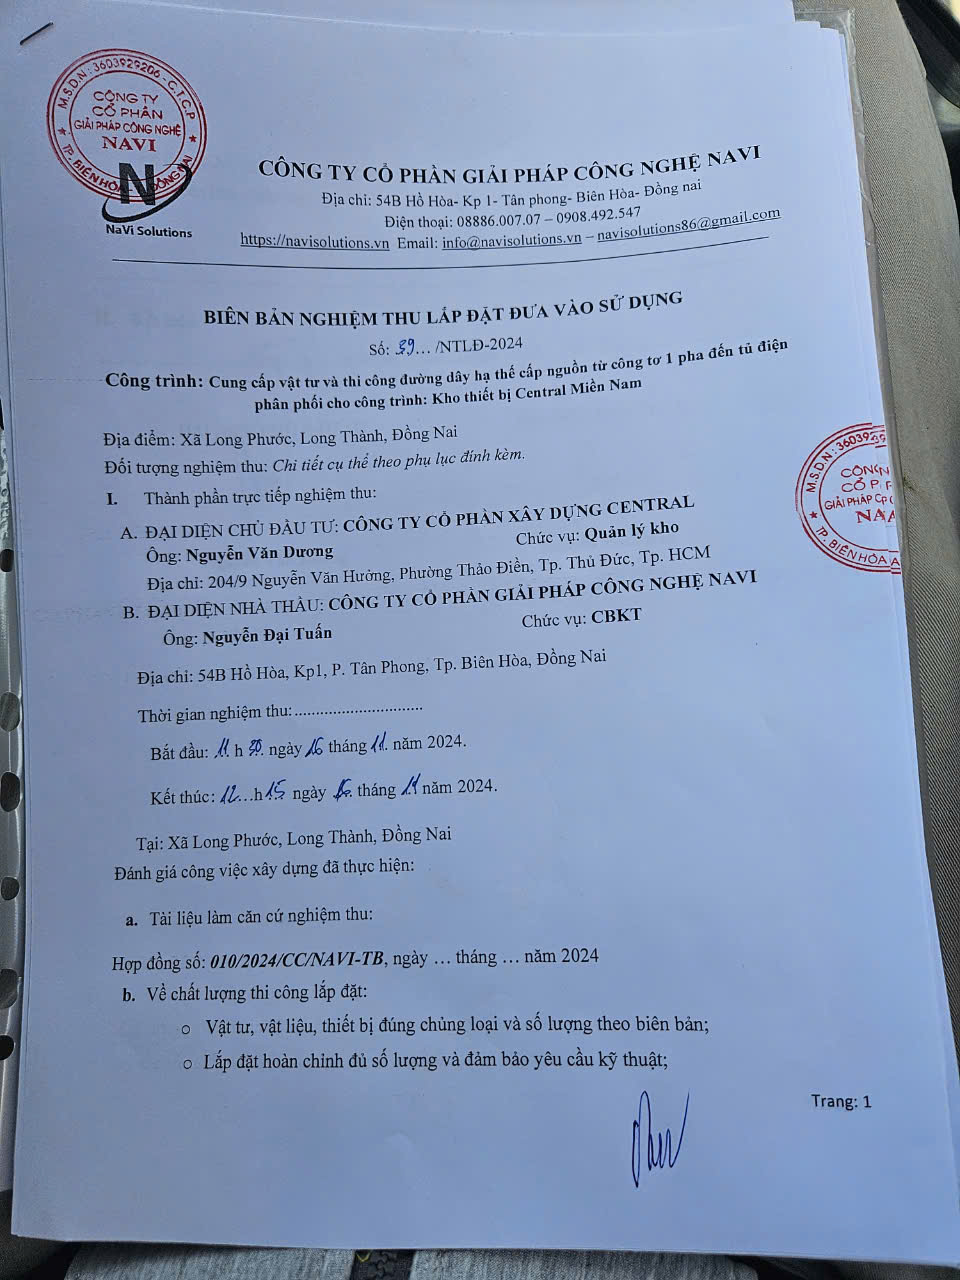 M.S.D.N: 3603929206 - C.T.C.P
CÔNG TY
CỔ PHẦN
GIẢI PHÁP CÔNG NGHỆ
NAVI
TP. BIÊN HÒA - ĐỒNG NAI
N
NaVi Solutions
CÔNG TY CỔ PHẦN GIẢI PHÁP CÔNG NGHỆ NAVI
Địa chỉ: 54B Hồ Hòa- Kp 1- Tân phong- Biên Hòa- Đồng nai
Điện thoại: 08886.007.07 – 0908.492.547
https://navisolutions.vn Email: info@navisolutions.vn – navisolutions86@gmail.com
BIÊN BẢN NGHIỆM THU LẮP ĐẶT ĐƯA VÀO SỬ DỤNG
Số: 39... /NTLĐ-2024
Công trình: Cung cấp vật tư và thi công đường dây hạ thế cấp nguồn từ công tơ 1 pha đến tủ điện
phân phối cho công trình: Kho thiết bị Central Miền Nam
Địa điểm: Xã Long Phước, Long Thành, Đồng Nai
Đối tượng nghiệm thu: Chi tiết cụ thể theo phụ lục đính kèm.
I. Thành phần trực tiếp nghiệm thu:
A. ĐẠI DIỆN CHỦ ĐẦU TƯ: CÔNG TY CỔ PHẦN XÂY DỰNG CENTRAL
Ông: Nguyễn Văn Dương Chức vụ: Quản lý kho
Địa chỉ: 204/9 Nguyễn Văn Hưởng, Phường Thảo Điền, Tp. Thủ Đức, Tp. HCM
B. ĐẠI DIỆN NHÀ THẦU: CÔNG TY CỔ PHẦN GIẢI PHÁP CÔNG NGHỆ NAVI
Ông: Nguyễn Đại Tuấn Chức vụ: CBKT
Địa chỉ: 54B Hồ Hòa, Kp1, P. Tân Phong, Tp. Biên Hòa, Đồng Nai
Thời gian nghiệm thu:.............................
Bắt đầu: 11. h 30. ngày 16 tháng 11. năm 2024.
Kết thúc: 12...h 15 ngày 16. tháng 11 năm 2024.
Tại: Xã Long Phước, Long Thành, Đồng Nai
Đánh giá công việc xây dựng đã thực hiện:
a. Tài liệu làm căn cứ nghiệm thu:
Hợp đồng số: 010/2024/CC/NAVI-TB, ngày ... tháng ... năm 2024
b. Về chất lượng thi công lắp đặt:
○ Vật tư, vật liệu, thiết bị đúng chủng loại và số lượng theo biên bản;
○ Lắp đặt hoàn chỉnh đủ số lượng và đảm bảo yêu cầu kỹ thuật;
Trang: 1
M.S.D.N: 3603929
CÔN
CỔ P
GIẢI PHÁP
NA
TP. BIÊN HÒA